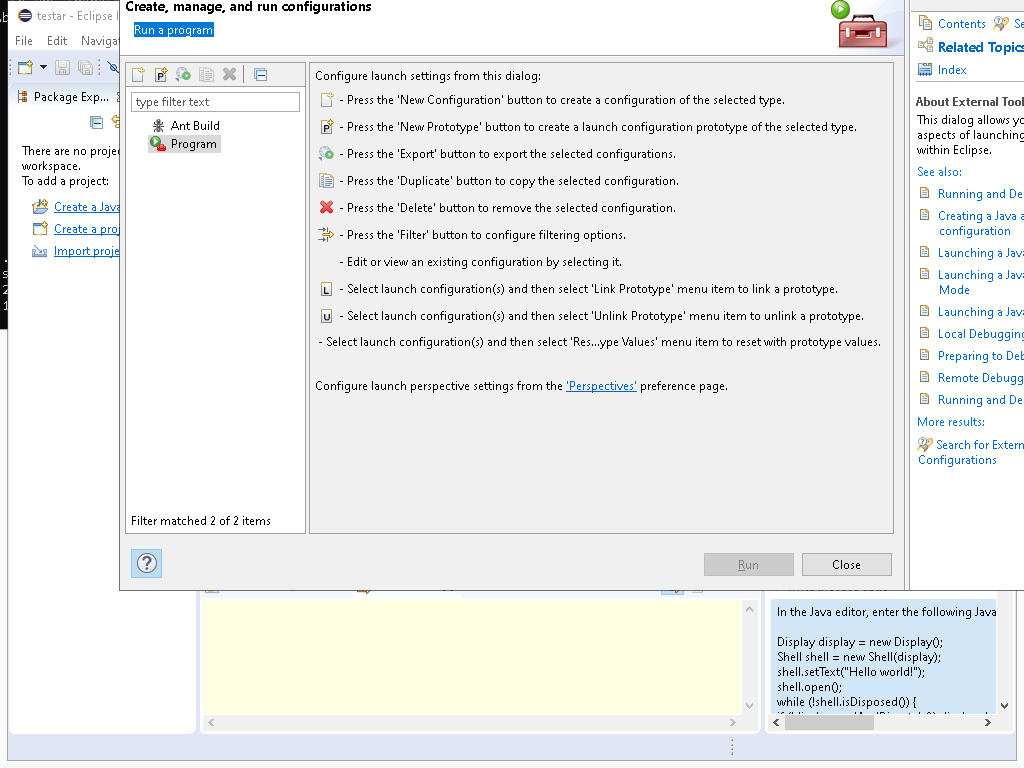 Create, manage, and run configurations
Run a program
testar - Eclipse
File Edit
type filter text
Ant Build
Program
Filter matched 2 of 2 items
Configure launch settings from this dialog:
- Press the 'New Configuration' button to create a configuration of the selected type.
- Press the 'New Prototype' button to create a launch configuration prototype of the selected type.
- Press the 'Export' button to export the selected configurations.
- Press the 'Duplicate' button to copy the selected configuration.
- Press the 'Delete' button to remove the selected configuration.
- Press the 'Filter' button to configure filtering options.
- Edit or view an existing configuration by selecting it.
L - Select launch configuration(s) and then select 'Link Prototype' menu item to link a prototype.
U - Select launch configuration(s) and then select 'Unlink Prototype' menu item to unlink a prototype.
- Select launch configuration(s) and then select 'Res...ype Values' menu item to reset with prototype values.
Configure launch perspective settings from the 'Perspectives' preference page.
Run Close
Package Exp...
There are no proje
workspace.
To add a project:
Create a Java
Create a proj
Import proje
Contents Se
Related Topics
Index
About External Tool
This dialog allows yo
aspects of launching
within Eclipse.
See also:
Running and De
Creating a Java a
configuration
Launching a Java
Launching a Java
Mode
Launching a Java
Local Debugging
Preparing to Deb
Remote Debugg
Running and De
More results:
Search for Extern
Configurations
In the Java editor, enter the following Java
Display display = new Display();
Shell shell = new Shell(display);
shell.setText("Hello world!");
shell.open();
while (!shell.isDisposed()) {